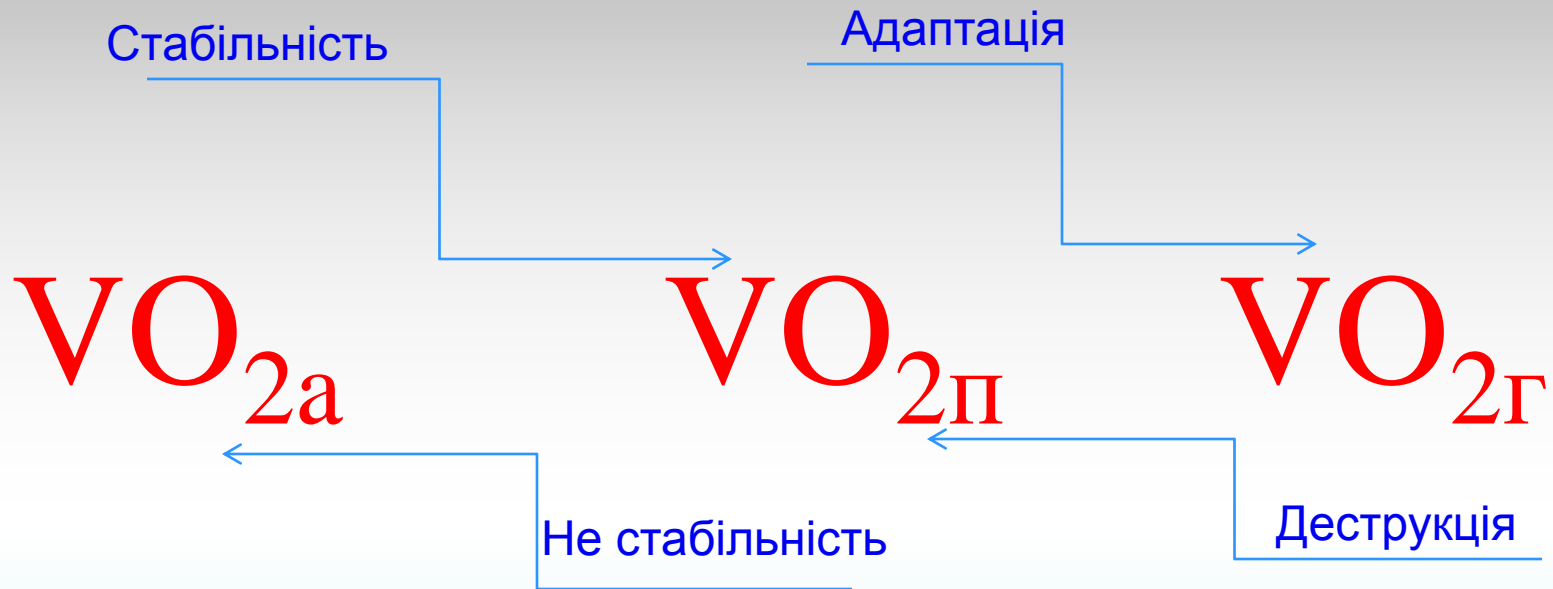 Стабільність
Адаптація
VO2а VO2п VO2г
Не стабільність
Деструкція